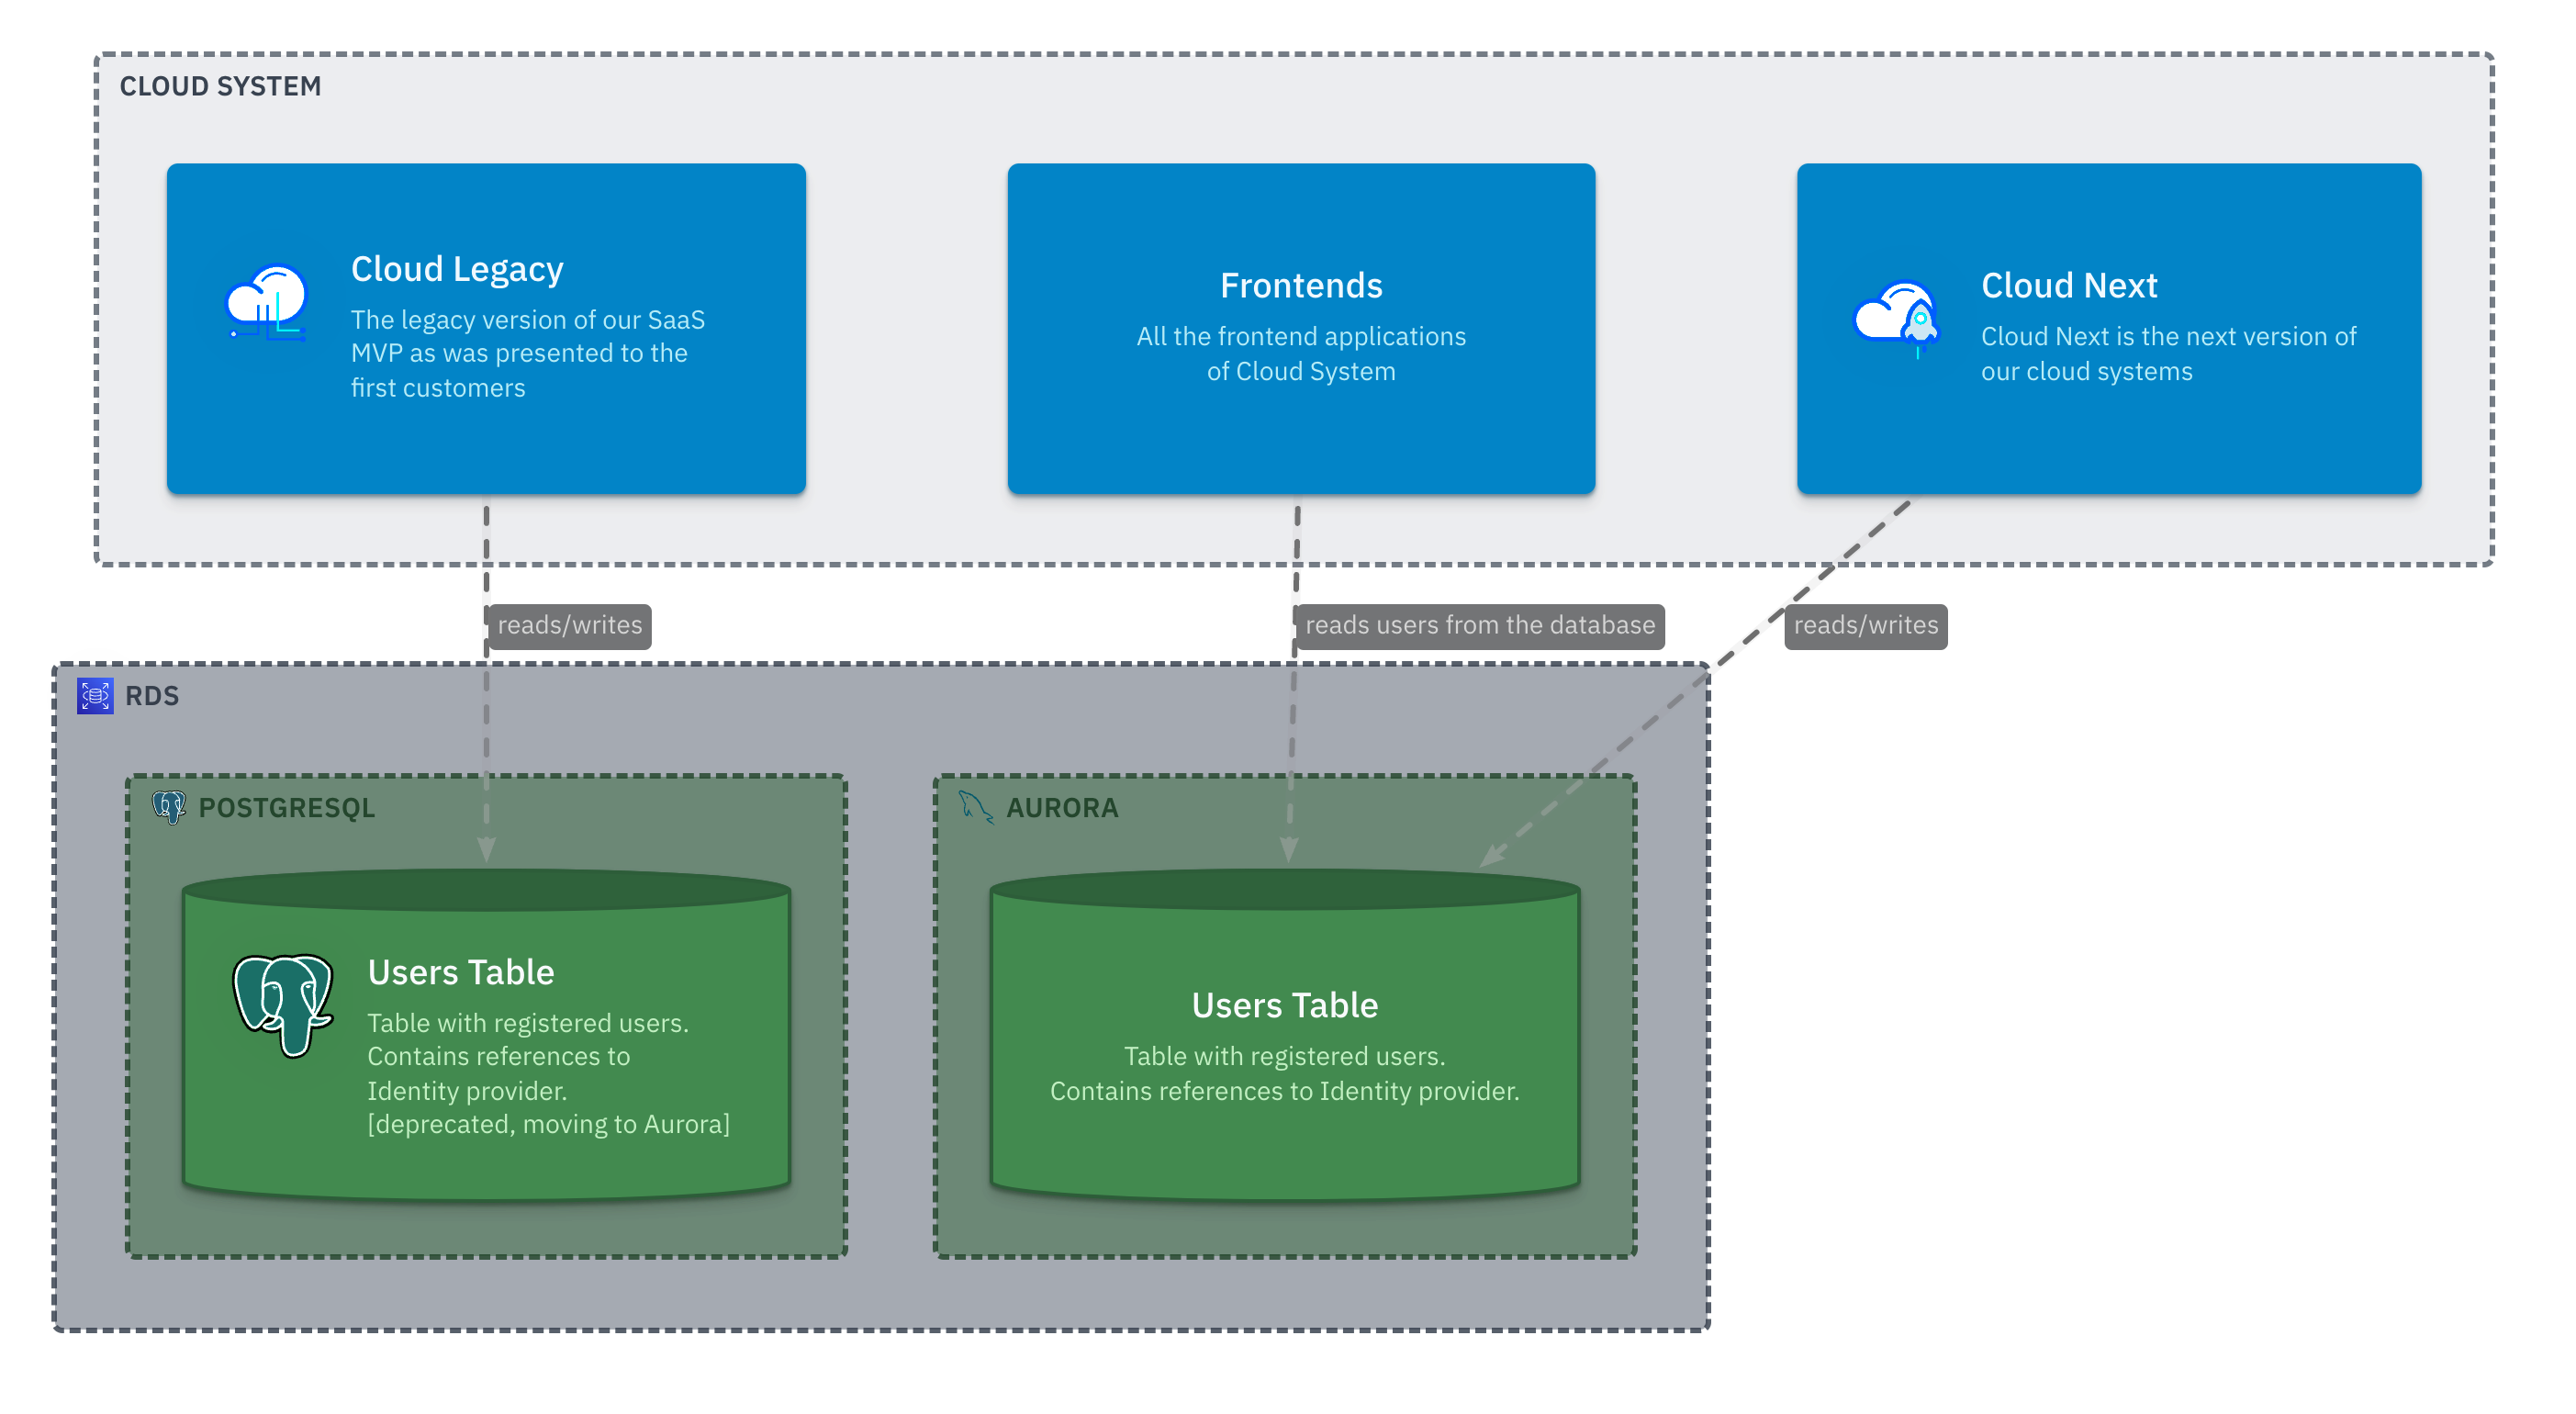 CLOUD SYSTEM
Cloud Legacy
The legacy version of our SaaS
MVP as was presented to the
first customers
Frontends
All the frontend applications
of Cloud System
Cloud Next
Cloud Next is the next version of
our cloud systems
reads/writes
reads users from the database
reads/writes
RDS
POSTGRESQL
Users Table
Table with registered users.
Contains references to
Identity provider.
[deprecated, moving to Aurora]
AURORA
Users Table
Table with registered users.
Contains references to Identity provider.